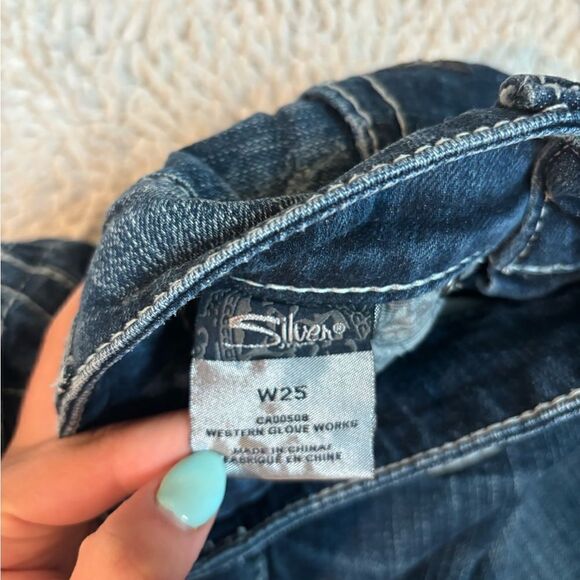 Silver®
W25
CA00508
WESTERN GLOVE WORKS
MADE IN CHINA/
FABRIQUÉ EN CHINE